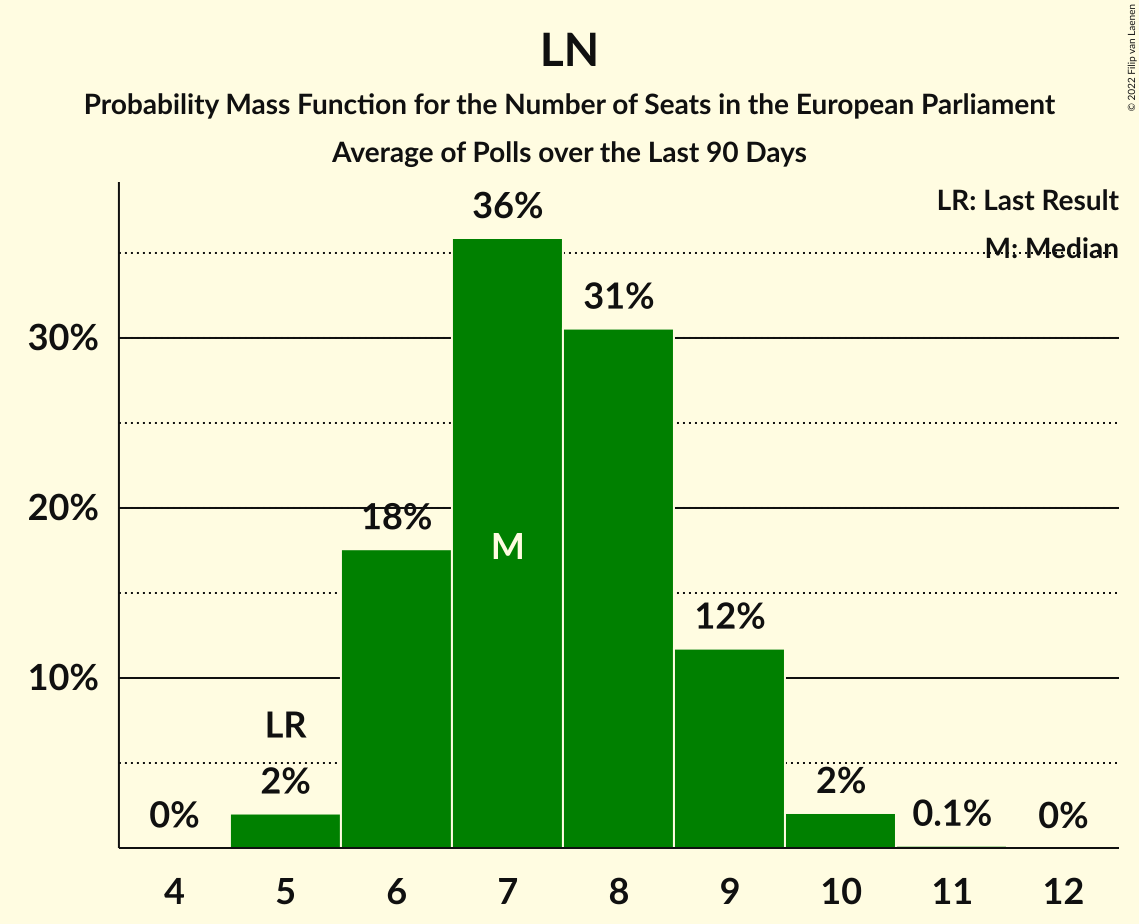 LN
Probability Mass Function for the Number of Seats in the European Parliament
Average of Polls over the Last 90 Days
© 2022 Filip van Laenen
LR: Last Result
M: Median
36%
31%
30%
18%
20%
M
12%
10%
LR
2%
2%
0%
0.1%
0%
4 5 6 7 8 9 10 11 12